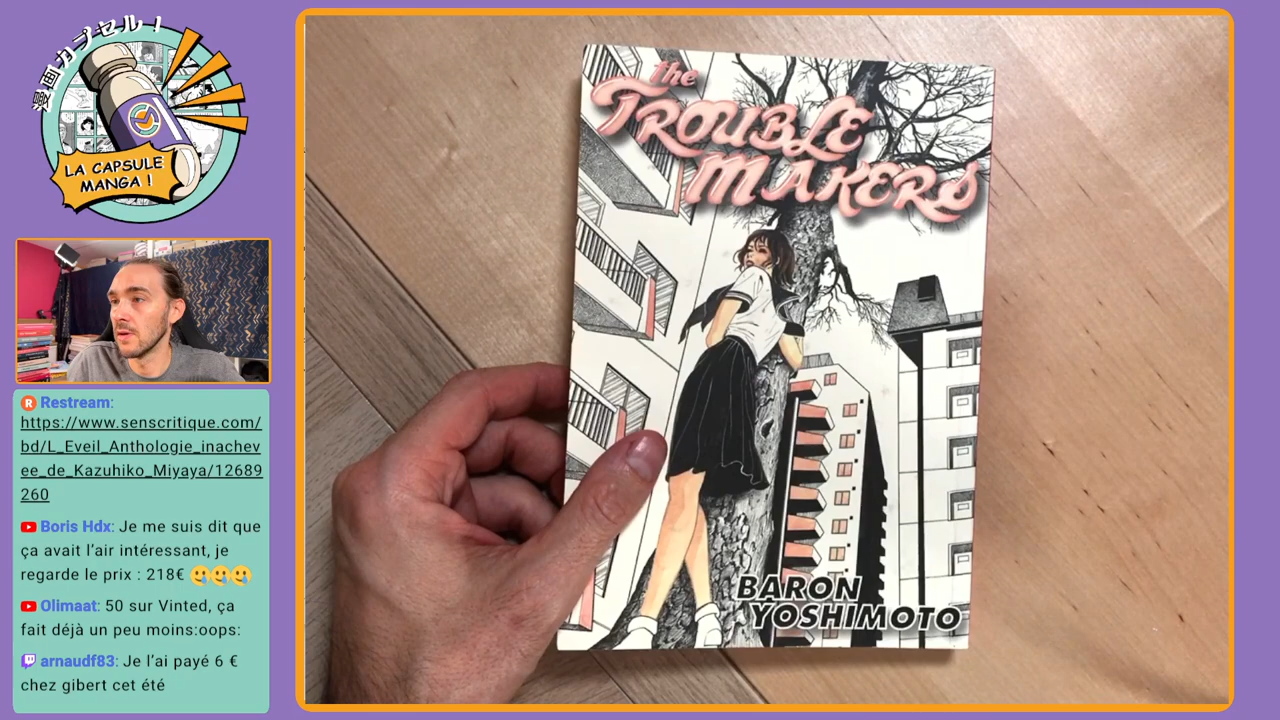 漫画カプセル！
LA CAPSULE
MANGA !
the
TROUBLE
MAKERS
BARON
YOSHIMOTO
Restream:
https://www.senscritique.com/
bd/L_Eveil_Anthologie_inachev
ee_de_Kazuhiko_Miyaya/12689
260
Boris Hdx: Je me suis dit que
ça avait l’air intéressant, je
regarde le prix : 218€ 🥲🥲🥲
Olimaat: 50 sur Vinted, ça
fait déjà un peu moins:oops:
arnaudf83: Je l’ai payé 6 €
chez gibert cet été